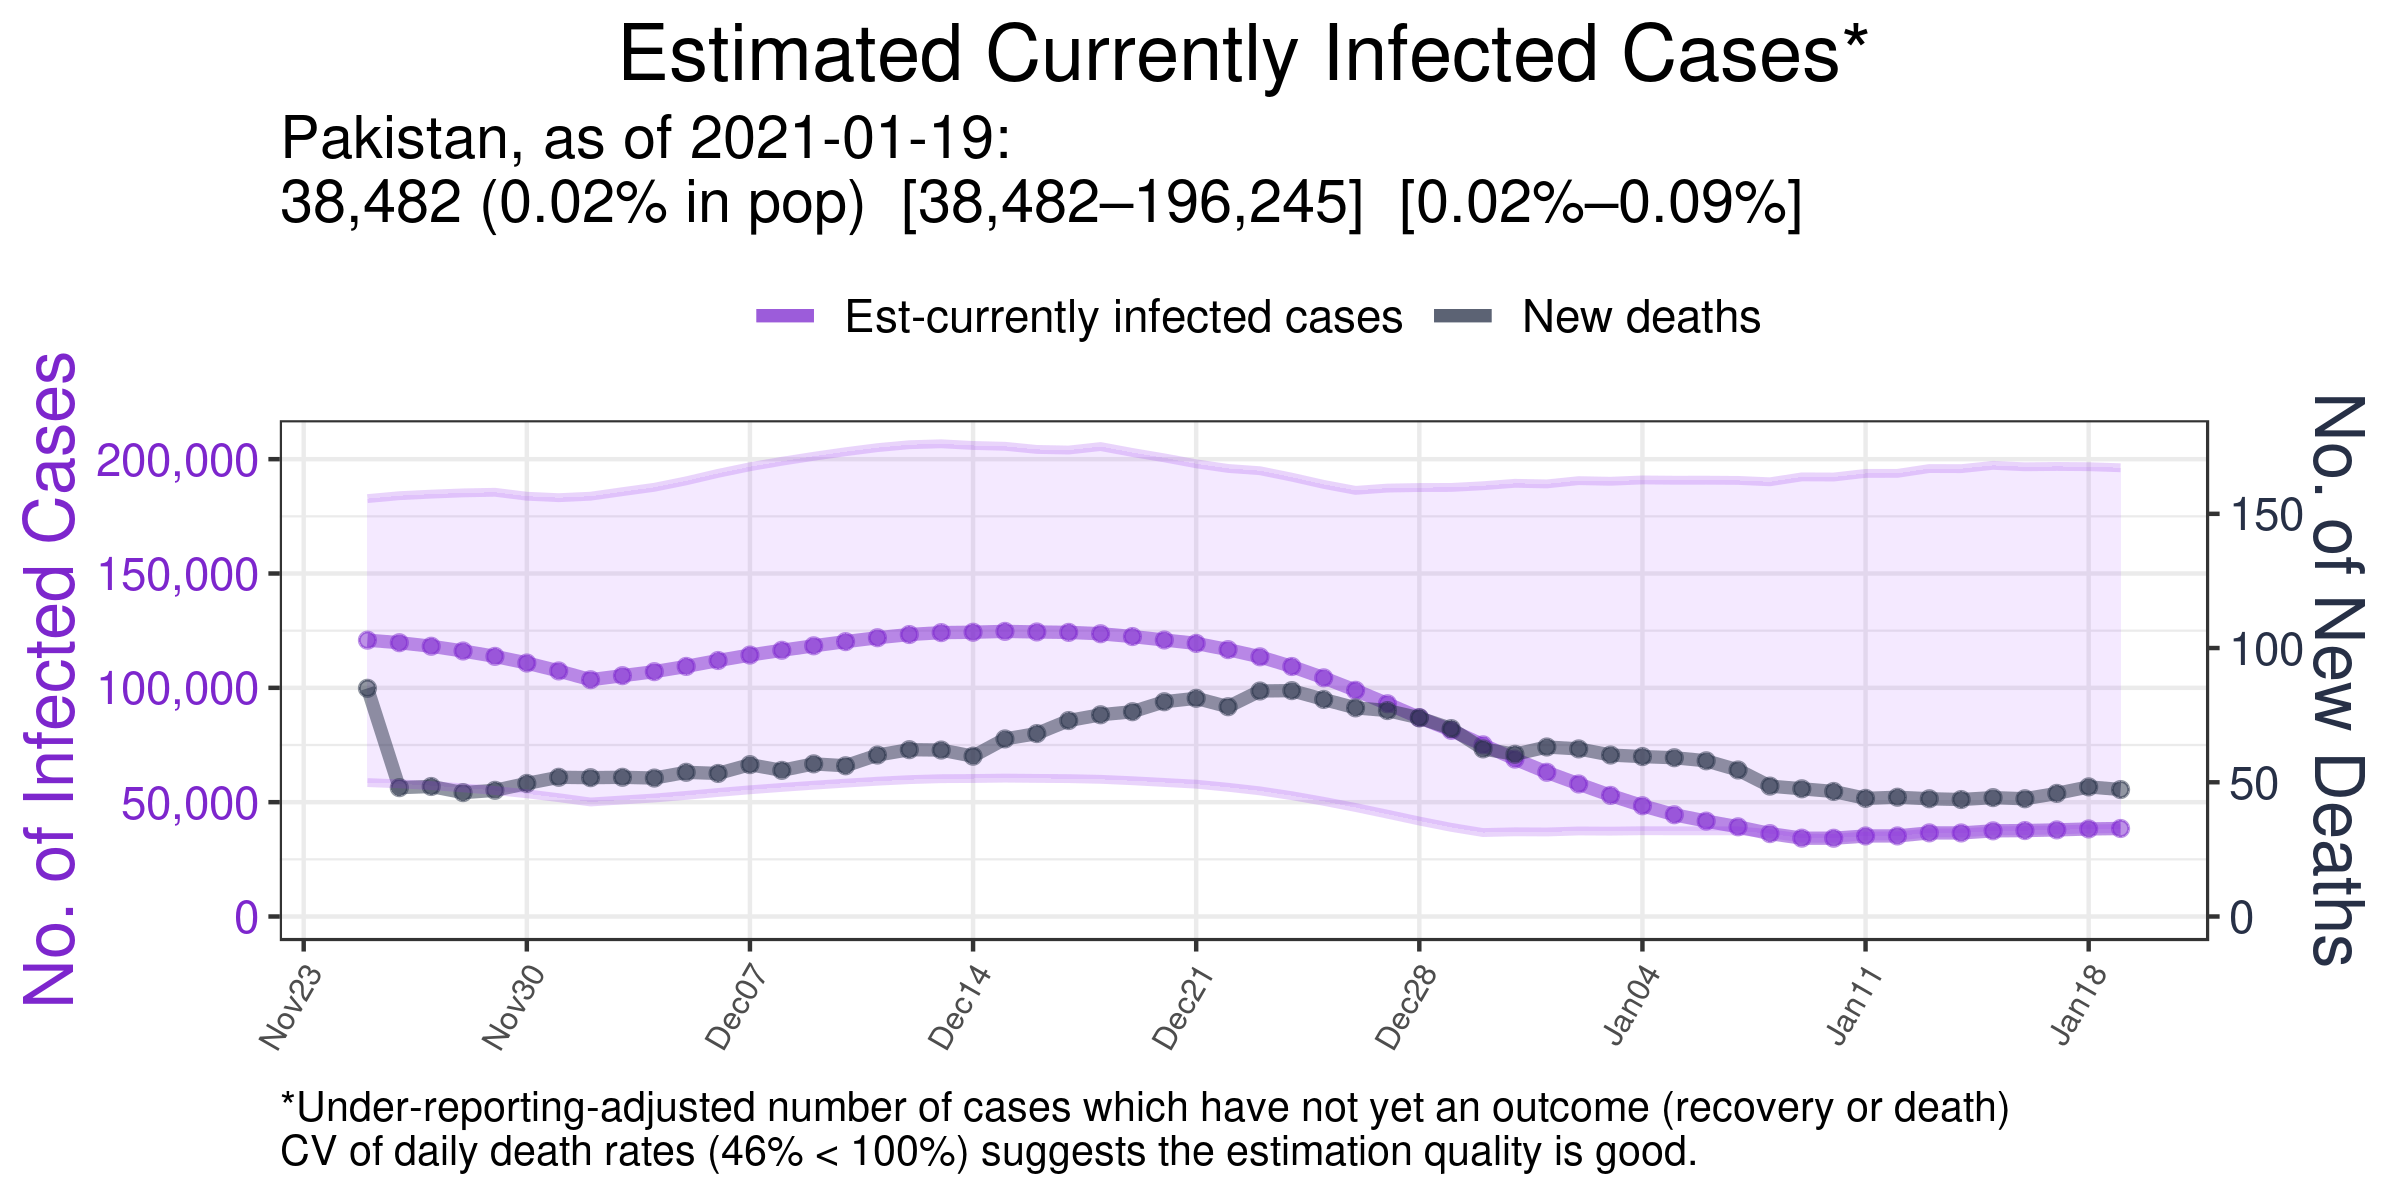 Estimated Currently Infected Cases*
Pakistan, as of 2021-01-19:
38,482 (0.02% in pop)  [38,482–196,245]  [0.02%–0.09%]
Est-currently infected cases
New deaths
No. of Infected Cases
200,000
150,000
100,000
50,000
0
150
100
50
0
No. of New Deaths
Nov23
Nov30
Dec07
Dec14
Dec21
Dec28
Jan04
Jan11
Jan18
*Under-reporting-adjusted number of cases which have not yet an outcome (recovery or death)
CV of daily death rates (46% < 100%) suggests the estimation quality is good.